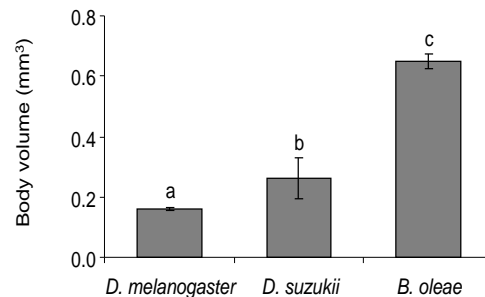 Body volume (mm³)
0.8
0.6
0.4
0.2
0.0
a
b
c
D. melanogaster
D. suzukii
B. oleae